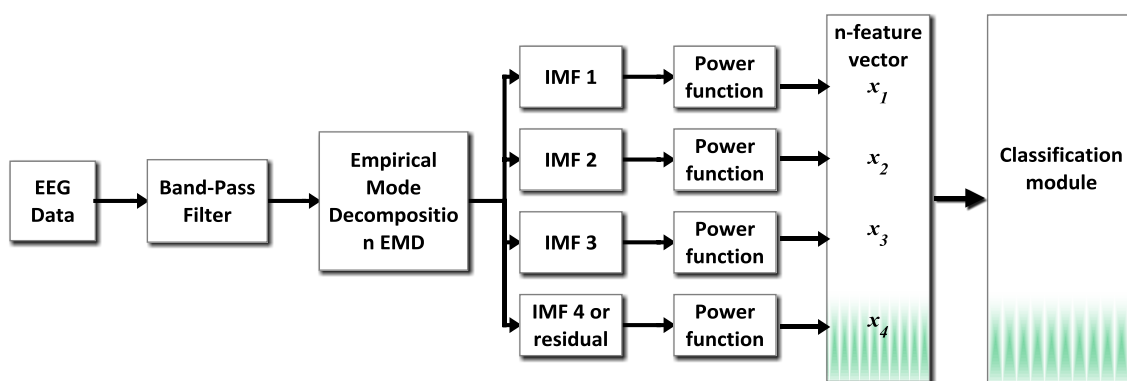 EEG
Data
Band-Pass
Filter
Empirical
Mode
Decompositio
n EMD
IMF 1
IMF 2
IMF 3
IMF 4 or
residual
Power
function
Power
function
Power
function
Power
function
n-feature
vector
x1
x2
x3
x4
Classification
module